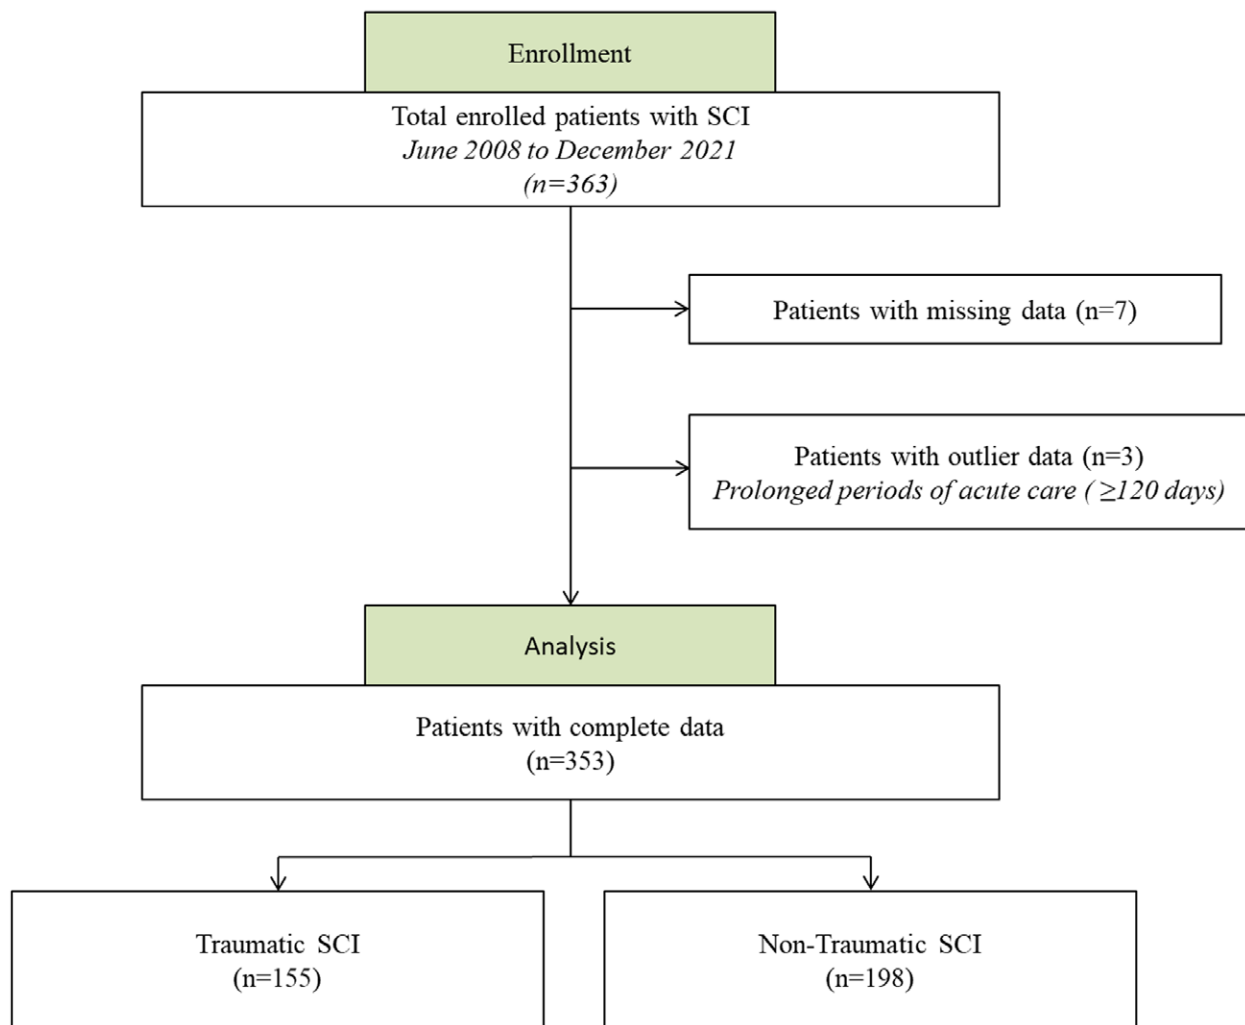 Enrollment
Total enrolled patients with SCI
June 2008 to December 2021
(n=363)
Patients with missing data (n=7)
Patients with outlier data (n=3)
Prolonged periods of acute care ( ≥120 days)
Analysis
Patients with complete data
(n=353)
Traumatic SCI
(n=155)
Non-Traumatic SCI
(n=198)